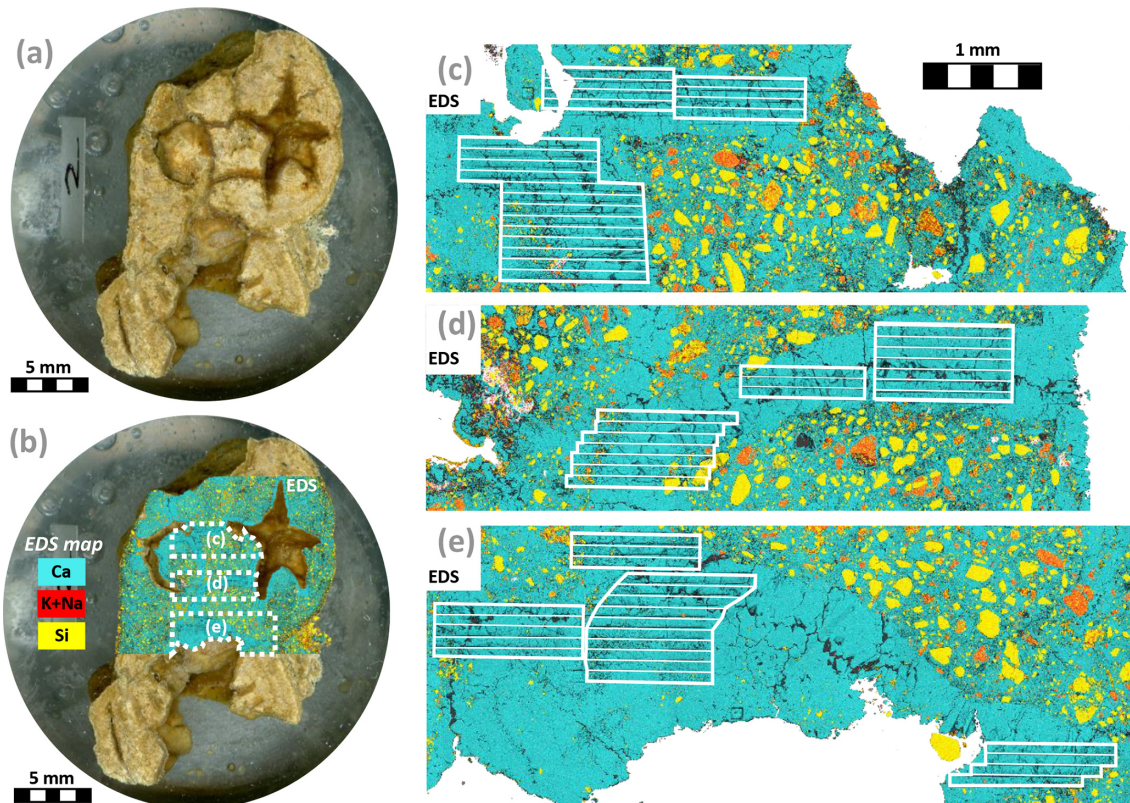 (a)
2
5 mm
(b)
EDS
EDS map
Ca
K+Na
Si
(c)
(d)
(e)
5 mm
(c)
EDS
1 mm
(d)
EDS
(e)
EDS